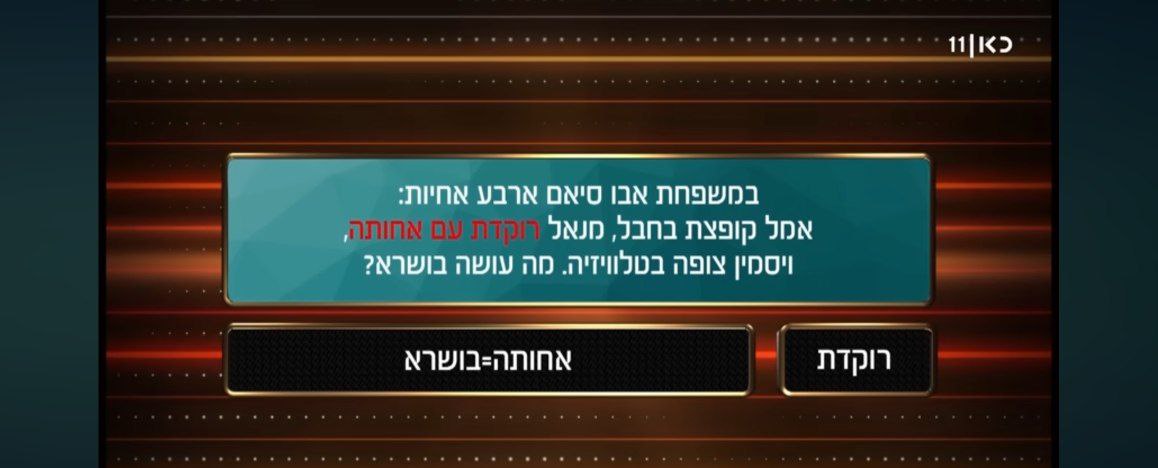 כאן|11
במשפחת אבו סיאם ארבע אחיות:
אמל קופצת בחבל, מנאל רוקדת עם אחותה,
ויסמין צופה בטלוויזיה. מה עושה בושרא?
רוקדת
אחותה=בושרא